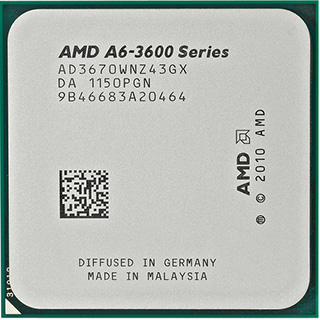 AMD A6-3600 Series
AD3670WNZ43GX
DA 1150PGN
9B46683A20464
AMD
© 2010 AMD
DIFFUSED IN GERMANY
MADE IN MALAYSIA